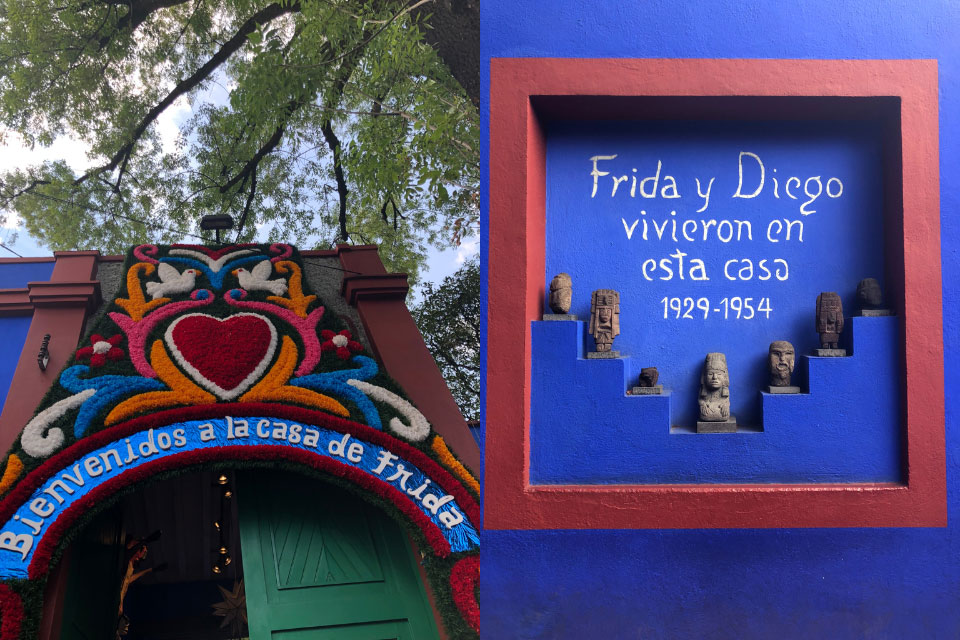 Bienvenidos a la casa de Frida
Frida y Diego
vivieron en
esta casa
1929-1954